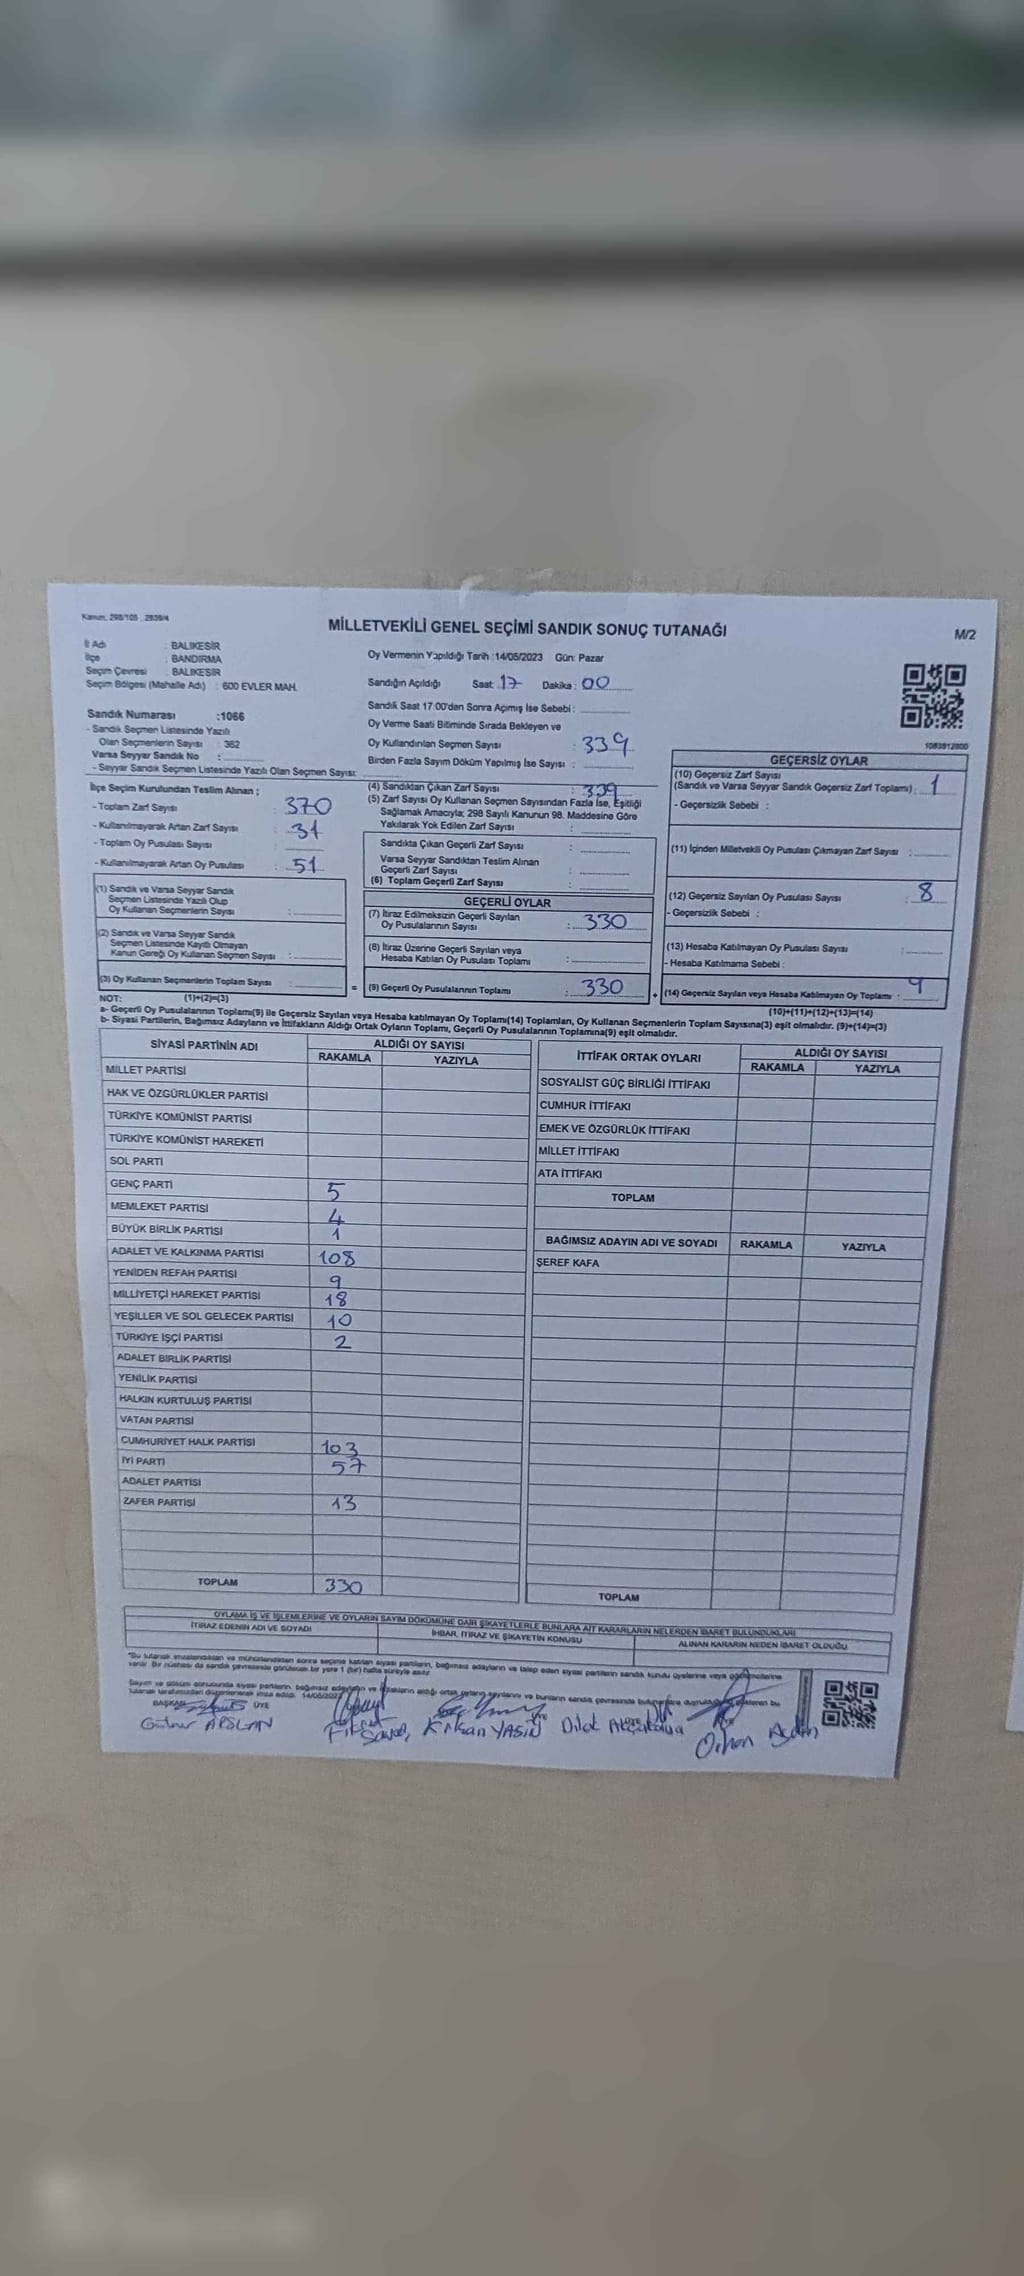 Kanun; 298/105 , 2839/4
MİLLETVEKİLİ GENEL SEÇİMİ SANDIK SONUÇ TUTANAĞI
M/2
İl Adı : BALIKESİR
İlçe : BANDIRMA
Seçim Çevresi : BALIKESİR
Seçim Bölgesi (Mahalle Adı) : 600 EVLER MAH.
Sandık Numarası :1066
- Sandık Seçmen Listesinde Yazılı
Olan Seçmenlerin Sayısı : 362
Varsa Seyyar Sandık No :
- Seyyar Sandık Seçmen Listesinde Yazılı Olan Seçmen Sayısı:
Oy Vermenin Yapıldığı Tarih :14/05/2023 Gün: Pazar
Sandığın Açıldığı Saat: 17 Dakika : 00
Sandık Saat 17:00'den Sonra Açımış İse Sebebi :
Oy Verme Saati Bitiminde Sırada Bekleyen ve
Oy Kullandırılan Seçmen Sayısı : 339
Birden Fazla Sayım Döküm Yapılmış İse Sayısı :
1083812800
İlçe Seçim Kurulundan Teslim Alınan ;
- Toplam Zarf Sayısı : 370
- Kullanılmayarak Artan Zarf Sayısı : 31
- Toplam Oy Pusulası Sayısı :
- Kullanılmayarak Artan Oy Pusulası : 51
(1) Sandık ve Varsa Seyyar Sandık
Seçmen Listesinde Yazılı Olup
Oy Kullanan Seçmenlerin Sayısı :
(2) Sandık ve Varsa Seyyar Sandık
Seçmen Listesinde Kayıtlı Olmayan
Kanun Gereği Oy Kullanan Seçmen Sayısı :
(3) Oy Kullanan Seçmenlerin Toplam Sayısı :
(4) Sandıktan Çıkan Zarf Sayısı : 339
(5) Zarf Sayısı Oy Kullanan Seçmen Sayısından Fazla İse, Eşitliği
Sağlamak Amacıyla; 298 Sayılı Kanunun 98. Maddesine Göre
Yakılarak Yok Edilen Zarf Sayısı :
Sandıkta Çıkan Geçerli Zarf Sayısı :
Varsa Seyyar Sandıktan Teslim Alınan
Geçerli Zarf Sayısı :
(6) Toplam Geçerli Zarf Sayısı :
GEÇERLİ OYLAR
(7) İtiraz Edilmeksizin Geçerli Sayılan
Oy Pusulalarının Sayısı : 330
(8) İtiraz Üzerine Geçerli Sayılan veya
Hesaba Katılan Oy Pusulası Toplamı :
= (9) Geçerli Oy Pusulalarının Toplamı : 330 +
GEÇERSİZ OYLAR
(10) Geçersiz Zarf Sayısı
(Sandık ve Varsa Seyyar Sandık Geçersiz Zarf Toplamı) : 1
- Geçersizlik Sebebi :
(11) İçinden Milletvekili Oy Pusulası Çıkmayan Zarf Sayısı :
(12) Geçersiz Sayılan Oy Pusulası Sayısı : 8
- Geçersizlik Sebebi :
(13) Hesaba Katılmayan Oy Pusulası Sayısı :
- Hesaba Katılmama Sebebi :
(14) Geçersiz Sayılan veya Hesaba Katılmayan Oy Toplamı : 9
NOT: (1)+(2)=(3) (10)+(11)+(12)+(13)=(14)
a- Geçerli Oy Pusulalarının Toplamı(9) ile Geçersiz Sayılan veya Hesaba katılmayan Oy Toplamı(14) Toplamları, Oy Kullanan Seçmenlerin Toplam Sayısına(3) eşit olmalıdır. (9)+(14)=(3)
b- Siyasi Partilerin, Bağımsız Adayların ve İttifakların Aldığı Ortak Oyların Toplamı, Geçerli Oy Pusulalarının Toplamına(9) eşit olmalıdır.
SİYASİ PARTİNİN ADI ALDIĞI OY SAYISI
RAKAMLA YAZIYLA
MİLLET PARTİSİ
HAK VE ÖZGÜRLÜKLER PARTİSİ
TÜRKİYE KOMÜNİST PARTİSİ
TÜRKİYE KOMÜNİST HAREKETİ
SOL PARTİ
GENÇ PARTİ 5
MEMLEKET PARTİSİ 4
BÜYÜK BİRLİK PARTİSİ 1
ADALET VE KALKINMA PARTİSİ 108
YENİDEN REFAH PARTİSİ 9
MİLLİYETÇİ HAREKET PARTİSİ 18
YEŞİLLER VE SOL GELECEK PARTİSİ 10
TÜRKİYE İŞÇİ PARTİSİ 2
ADALET BİRLİK PARTİSİ
YENİLİK PARTİSİ
HALKIN KURTULUŞ PARTİSİ
VATAN PARTİSİ
CUMHURİYET HALK PARTİSİ 103
İYİ PARTİ 57
ADALET PARTİSİ
ZAFER PARTİSİ 13
TOPLAM 330
İTTİFAK ORTAK OYLARI ALDIĞI OY SAYISI
RAKAMLA YAZIYLA
SOSYALİST GÜÇ BİRLİĞİ İTTİFAKI
CUMHUR İTTİFAKI
EMEK VE ÖZGÜRLÜK İTTİFAKI
MİLLET İTTİFAKI
ATA İTTİFAKI
TOPLAM
BAĞIMSIZ ADAYIN ADI VE SOYADI RAKAMLA YAZIYLA
ŞEREF KAFA
TOPLAM
OYLAMA İŞ VE İŞLEMLERİNE VE OYLARIN SAYIM DÖKÜMÜNE DAİR ŞİKAYETLERLE BUNLARA AİT KARARLARIN NELERDEN İBARET BULUNDUKLARI
İTİRAZ EDENİN ADI VE SOYADI İHBAR, İTİRAZ VE ŞİKAYETİN KONUSU ALINAN KARARIN NEDEN İBARET OLDUĞU
BAŞKAN ÜYE ÜYE
ARSLAN YASİN Dilek Orhan